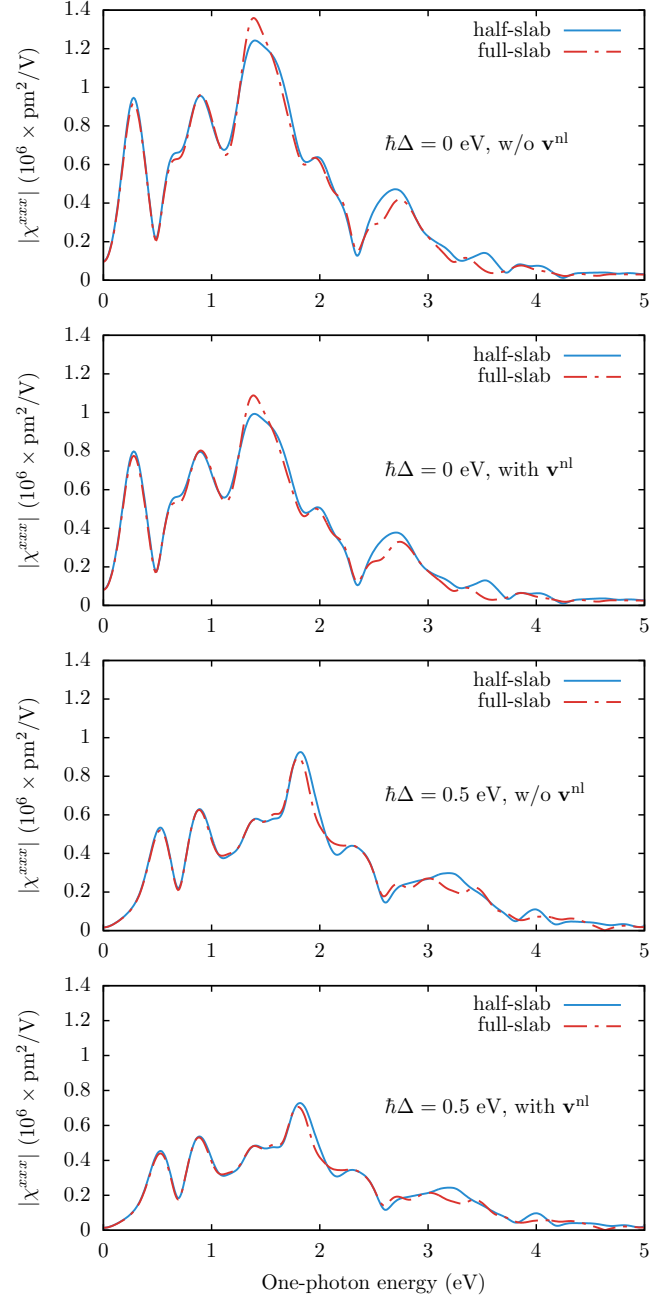 1.4
1.2
1
0.8
0.6
0.4
0.2
0
|χ^{xxx}| (10^6 × pm^2/V)
half-slab
full-slab
ħΔ = 0 eV, w/o v^{nl}
0 1 2 3 4 5
1.4
1.2
1
0.8
0.6
0.4
0.2
0
|χ^{xxx}| (10^6 × pm^2/V)
half-slab
full-slab
ħΔ = 0 eV, with v^{nl}
0 1 2 3 4 5
1.4
1.2
1
0.8
0.6
0.4
0.2
0
|χ^{xxx}| (10^6 × pm^2/V)
half-slab
full-slab
ħΔ = 0.5 eV, w/o v^{nl}
0 1 2 3 4 5
1.4
1.2
1
0.8
0.6
0.4
0.2
0
|χ^{xxx}| (10^6 × pm^2/V)
half-slab
full-slab
ħΔ = 0.5 eV, with v^{nl}
0 1 2 3 4 5
One-photon energy (eV)